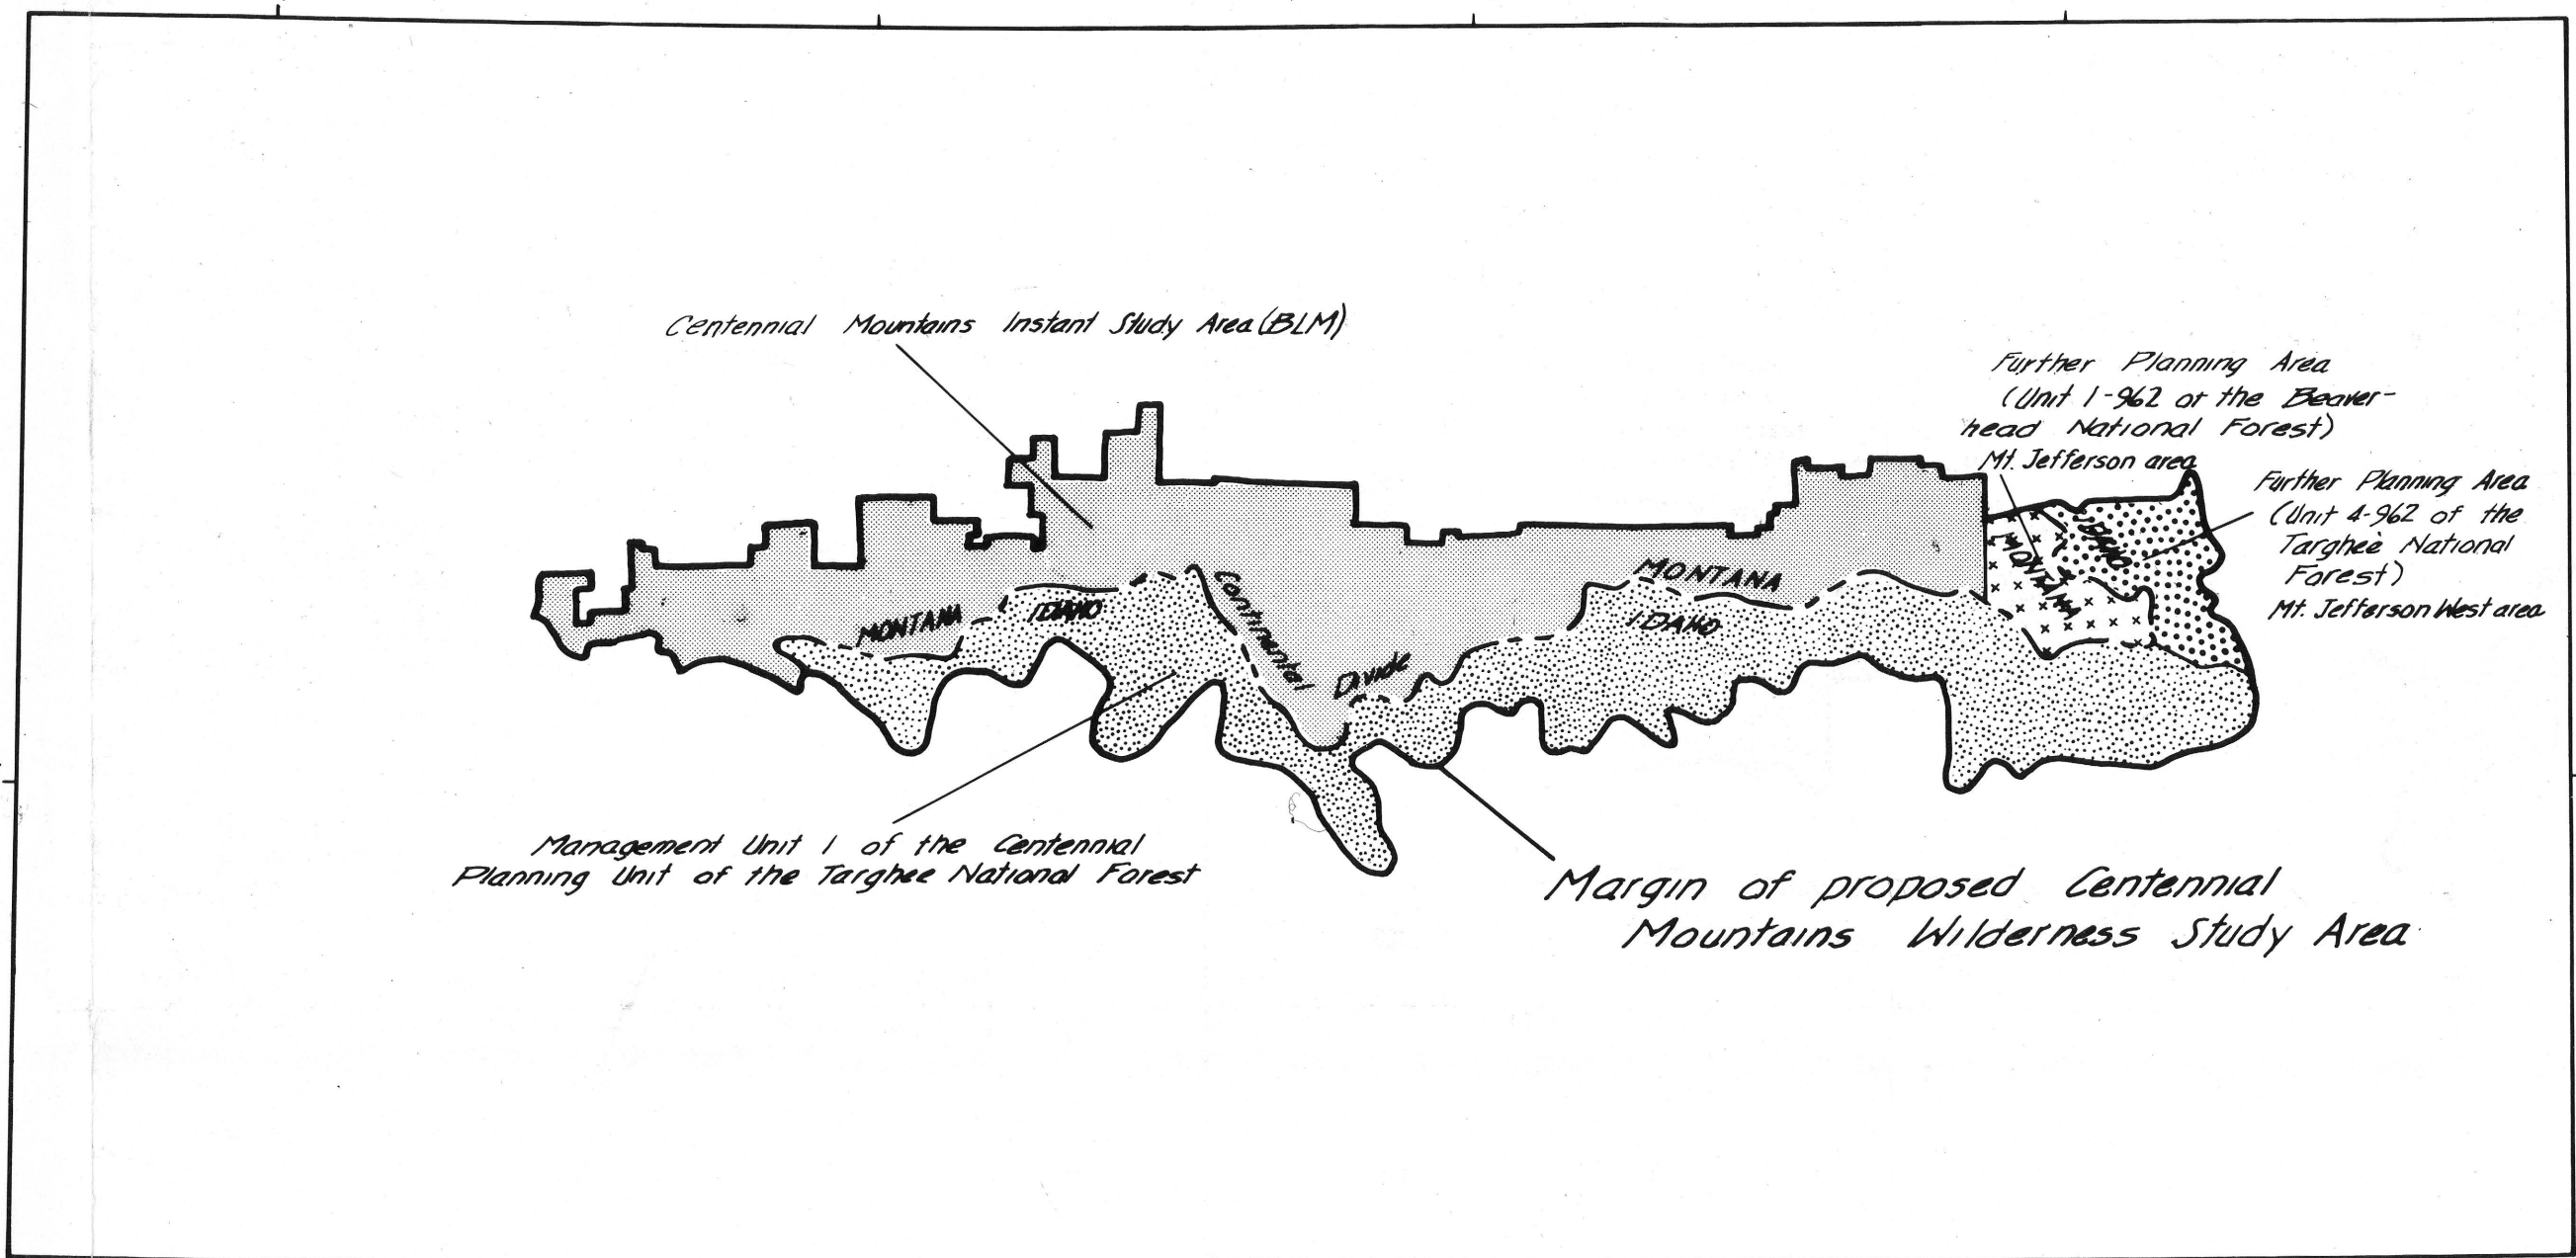 Centennial Mountains Instant Study Area (BLM)
Further Planning Area
(Unit 1-962 of the Beaver-
head National Forest)
Mt. Jefferson area
Further Planning Area
(Unit 4-962 of the
Targhee National
Forest)
Mt. Jefferson West area
MONTANA
IDAHO
Continental
Divide
MONTANA
IDAHO
MONTANA
IDAHO
Management Unit 1 of the Centennial
Planning Unit of the Targhee National Forest
Margin of proposed Centennial
Mountains Wilderness Study Area